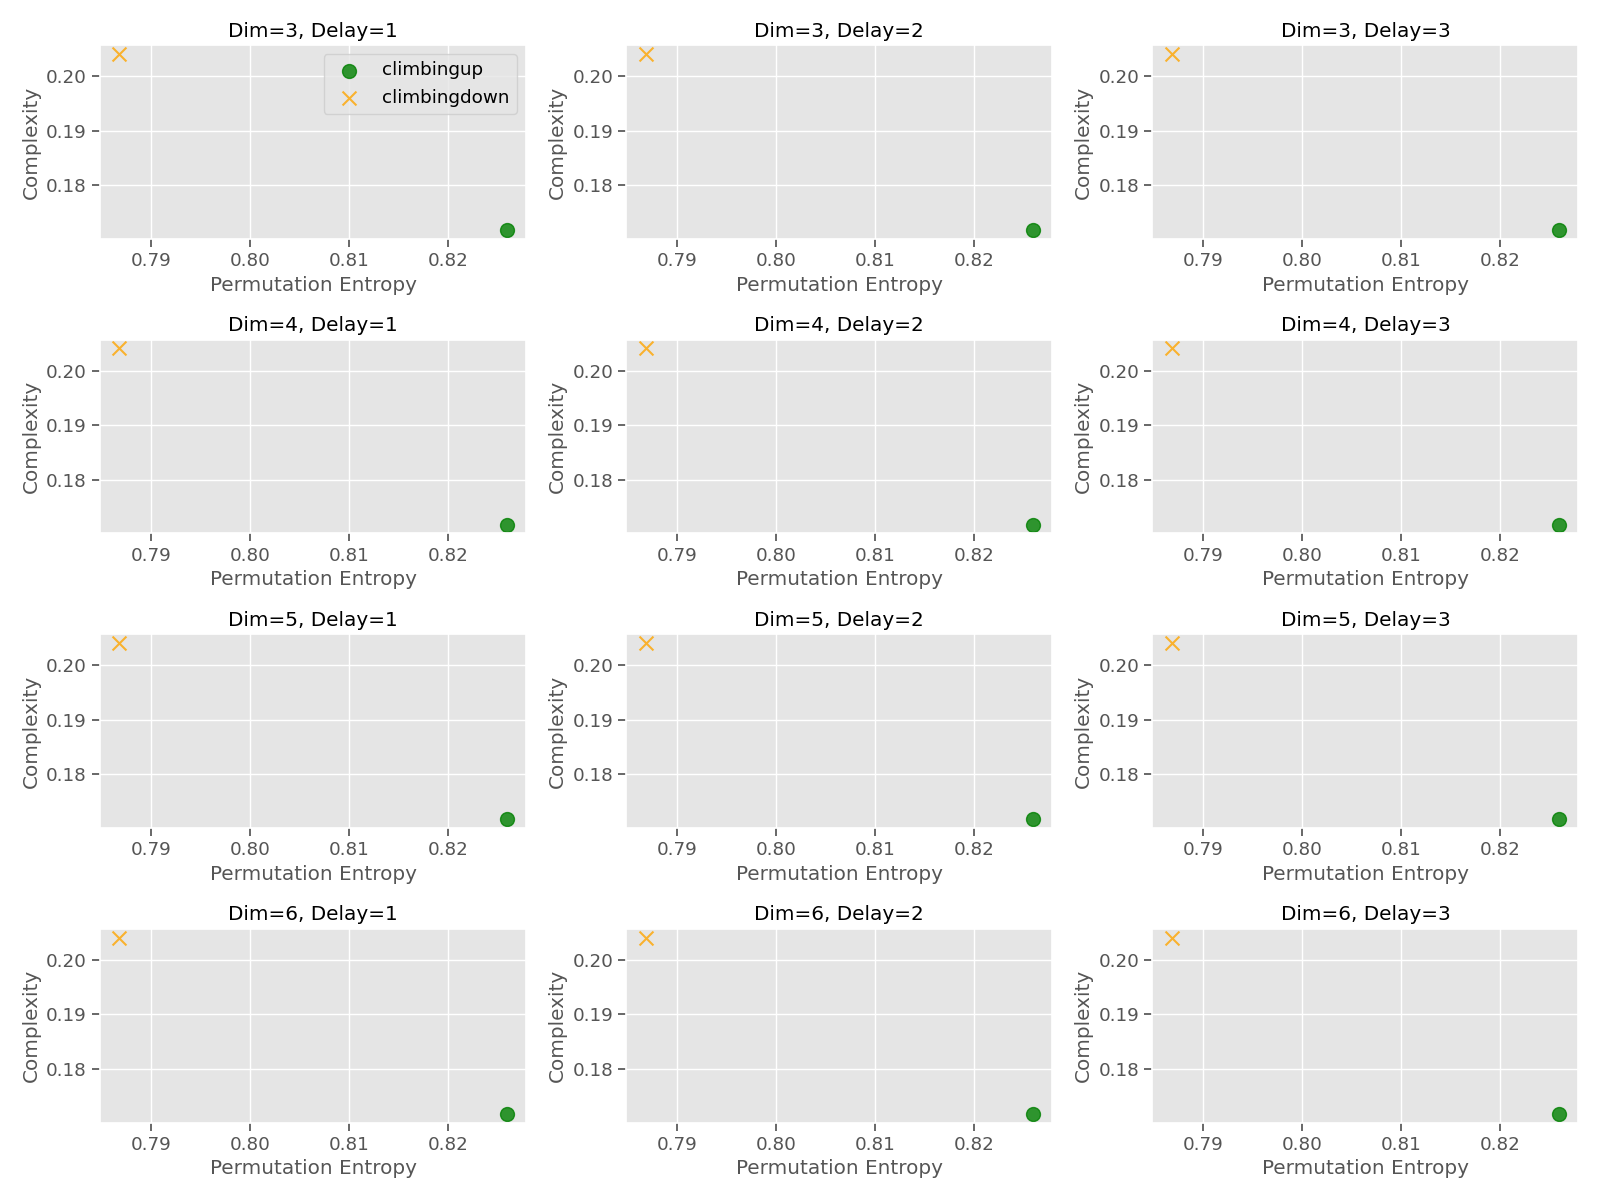 Dim=3, Delay=1
Complexity
0.20
0.19
0.18
climbingup
climbingdown
0.79 0.80 0.81 0.82
Permutation Entropy
Dim=3, Delay=2
Complexity
0.20
0.19
0.18
0.79 0.80 0.81 0.82
Permutation Entropy
Dim=3, Delay=3
Complexity
0.20
0.19
0.18
0.79 0.80 0.81 0.82
Permutation Entropy
Dim=4, Delay=1
Complexity
0.20
0.19
0.18
0.79 0.80 0.81 0.82
Permutation Entropy
Dim=4, Delay=2
Complexity
0.20
0.19
0.18
0.79 0.80 0.81 0.82
Permutation Entropy
Dim=4, Delay=3
Complexity
0.20
0.19
0.18
0.79 0.80 0.81 0.82
Permutation Entropy
Dim=5, Delay=1
Complexity
0.20
0.19
0.18
0.79 0.80 0.81 0.82
Permutation Entropy
Dim=5, Delay=2
Complexity
0.20
0.19
0.18
0.79 0.80 0.81 0.82
Permutation Entropy
Dim=5, Delay=3
Complexity
0.20
0.19
0.18
0.79 0.80 0.81 0.82
Permutation Entropy
Dim=6, Delay=1
Complexity
0.20
0.19
0.18
0.79 0.80 0.81 0.82
Permutation Entropy
Dim=6, Delay=2
Complexity
0.20
0.19
0.18
0.79 0.80 0.81 0.82
Permutation Entropy
Dim=6, Delay=3
Complexity
0.20
0.19
0.18
0.79 0.80 0.81 0.82
Permutation Entropy